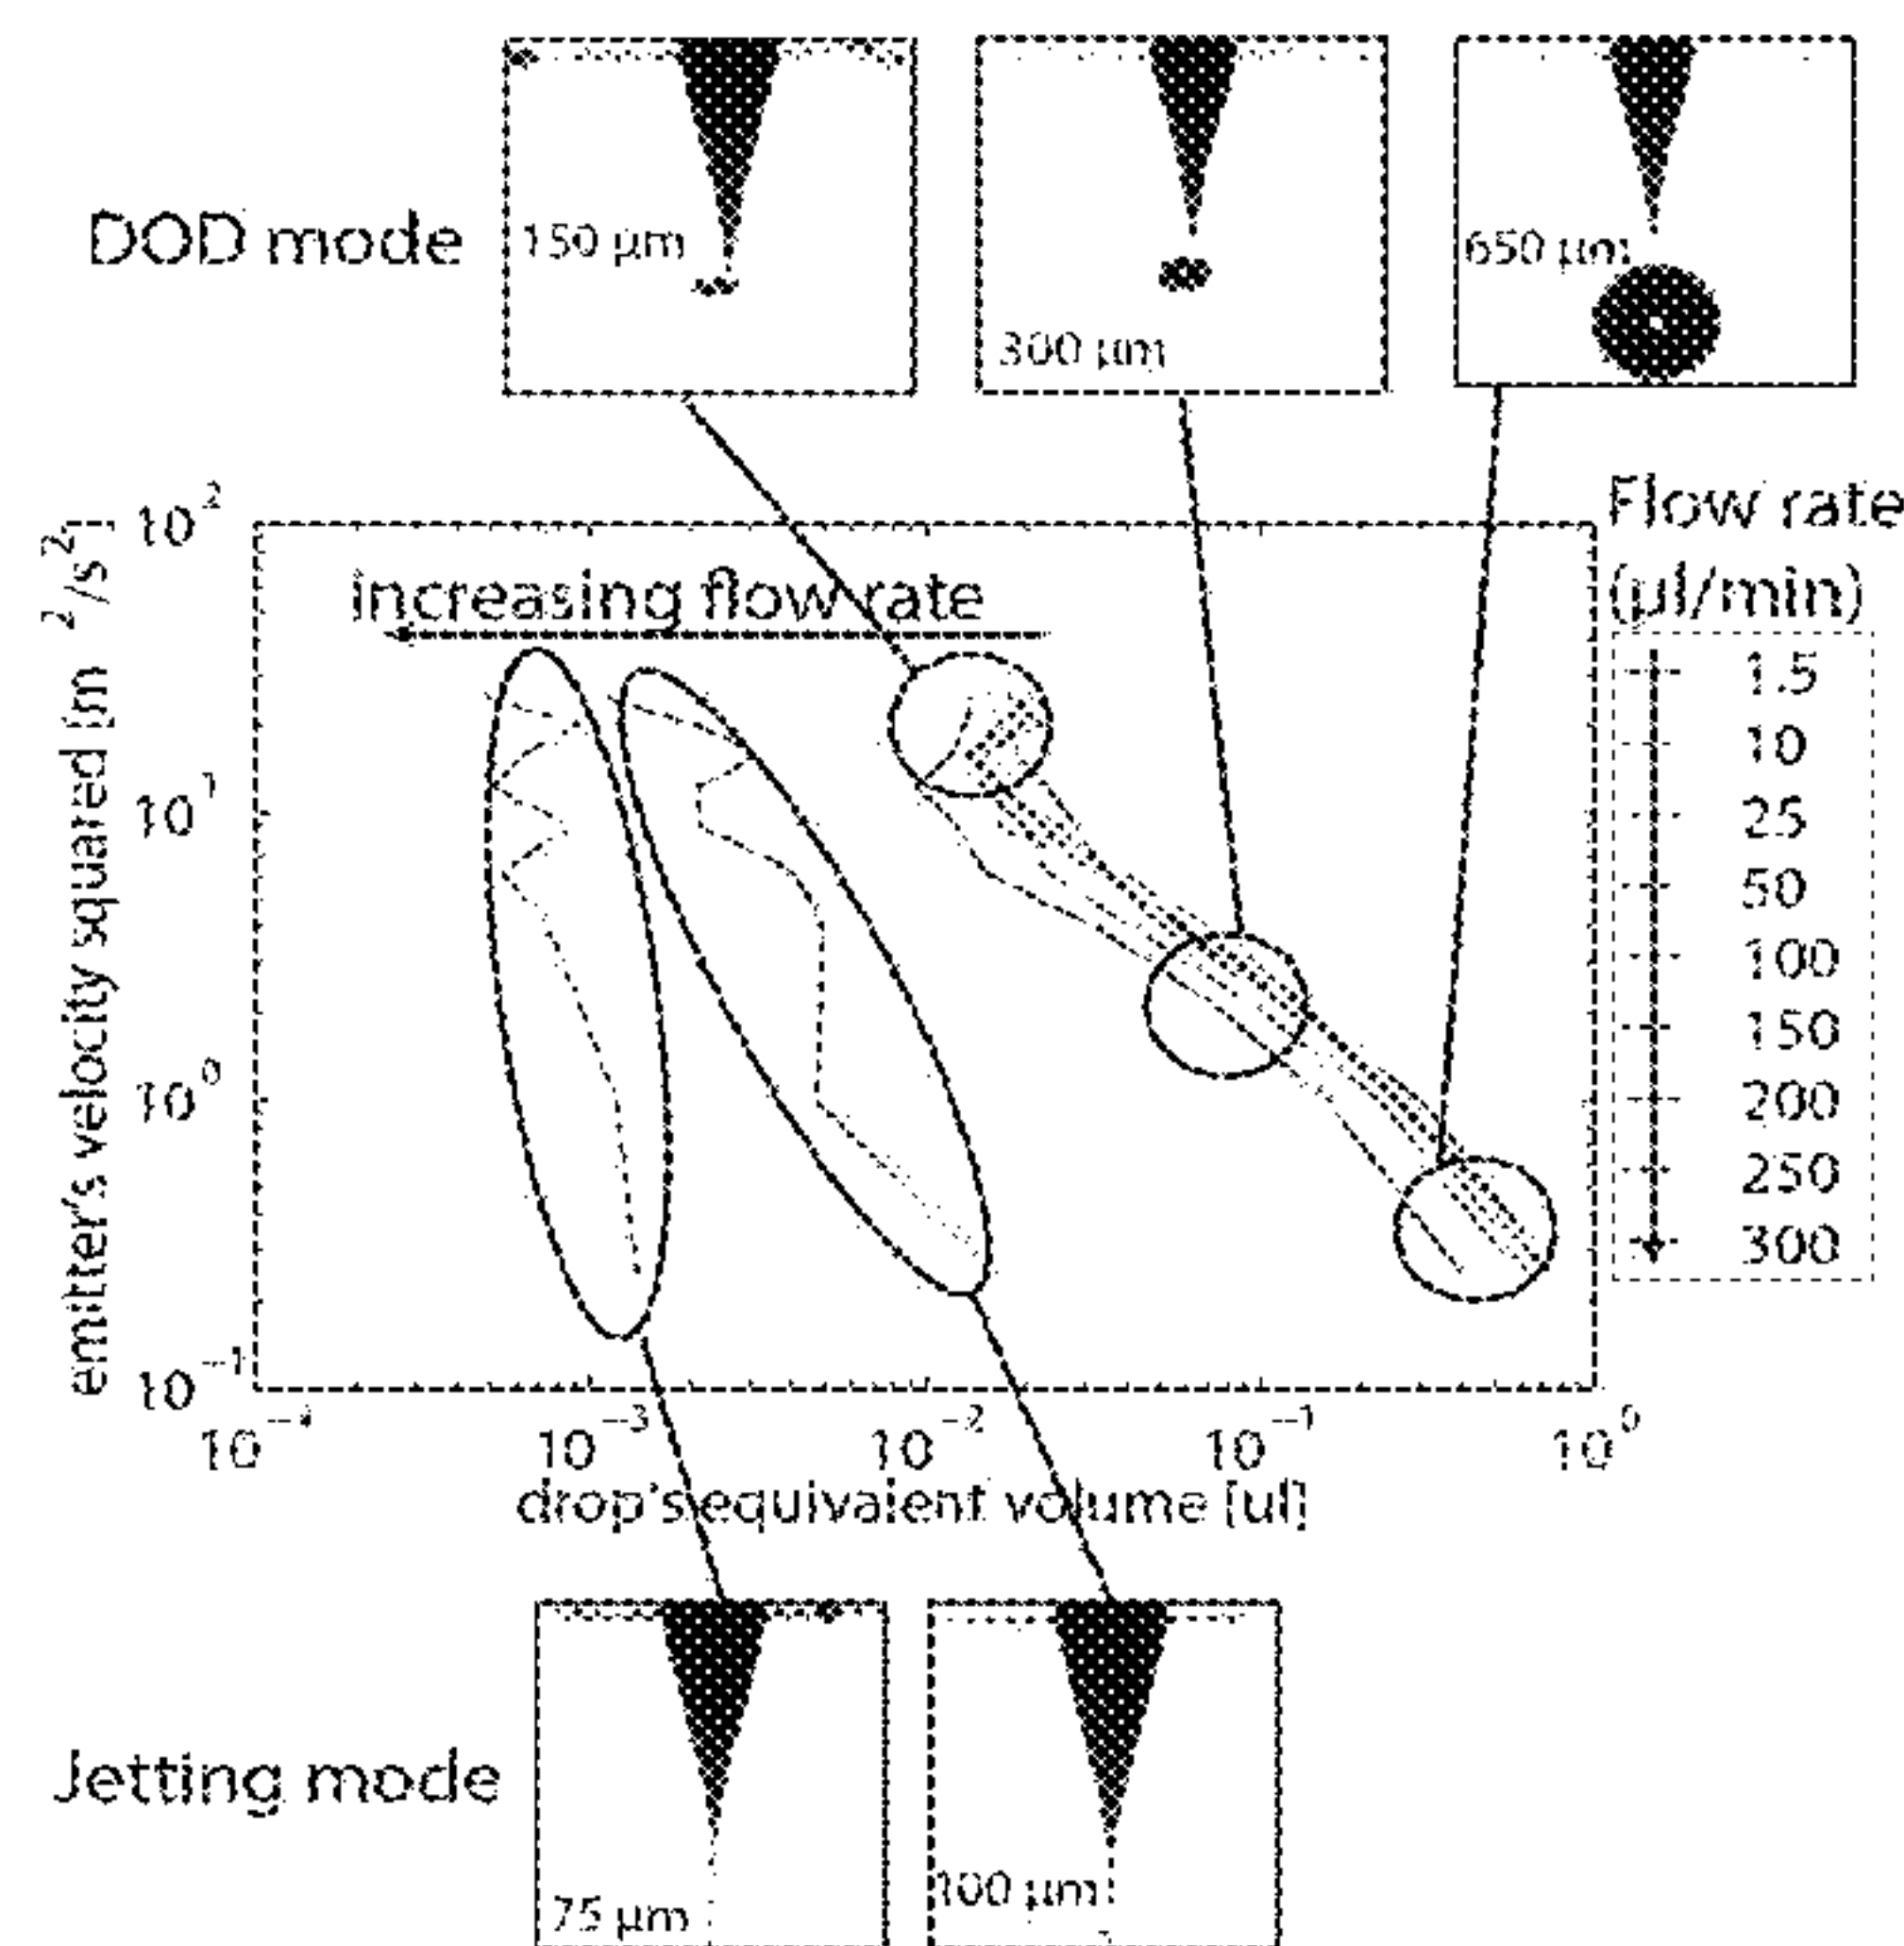 DOD mode
150 µm
300 µm
650 µm
Flow rate
(µl/min)
1.5
10
25
50
100
150
200
250
300
increasing flow rate
emitter's velocity squared [m²/s²]
10²
10¹
10⁰
10⁻¹
10⁻⁴
10⁻³
10⁻²
10⁻¹
10⁰
drop's equivalent volume [ul]
Jetting mode
75 µm
100 µm